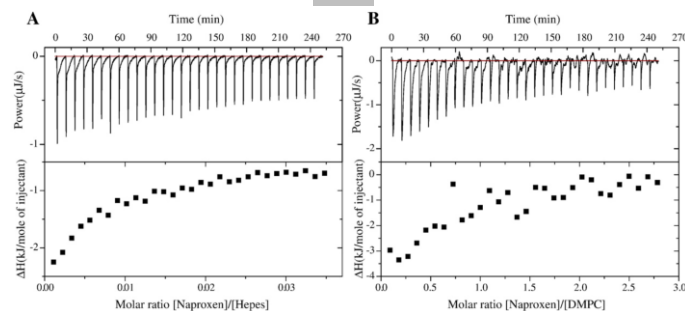 A
Time (min)
0 30 60 90 120 150 180 210 240 270
Power(µJ/s)
0
-1
ΔH(kJ/mole of injectant)
-1
-2
0.00 0.01 0.02 0.03
Molar ratio [Naproxen]/[Hepes]
B
Time (min)
0 30 60 90 120 150 180 210 240 270
Power(µJ/s)
0
-1
-2
ΔH(kJ/mole of injectant)
0
-1
-2
-3
-4
0.0 0.5 1.0 1.5 2.0 2.5 3.0
Molar ratio [Naproxen]/[DMPC]